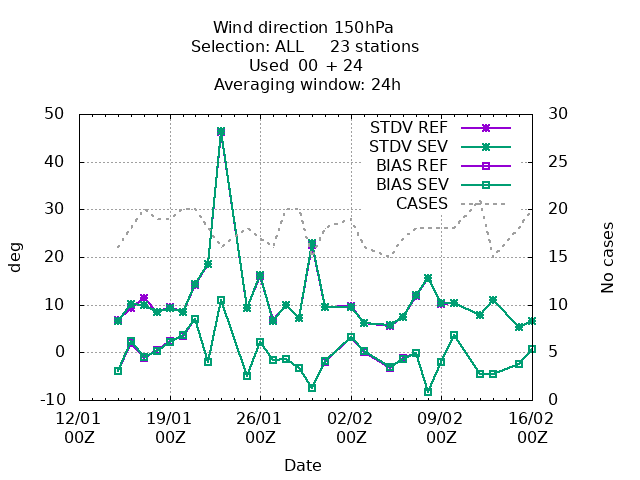 Wind direction 150hPa
Selection: ALL 23 stations
Used 00 + 24
Averaging window: 24h
50
40
30
20
10
0
-10
30
25
20
15
10
5
0
deg
No cases
STDV REF
STDV SEV
BIAS REF
BIAS SEV
CASES
12/01 19/01 26/01 02/02 09/02 16/02
00Z 00Z 00Z 00Z 00Z 00Z
Date